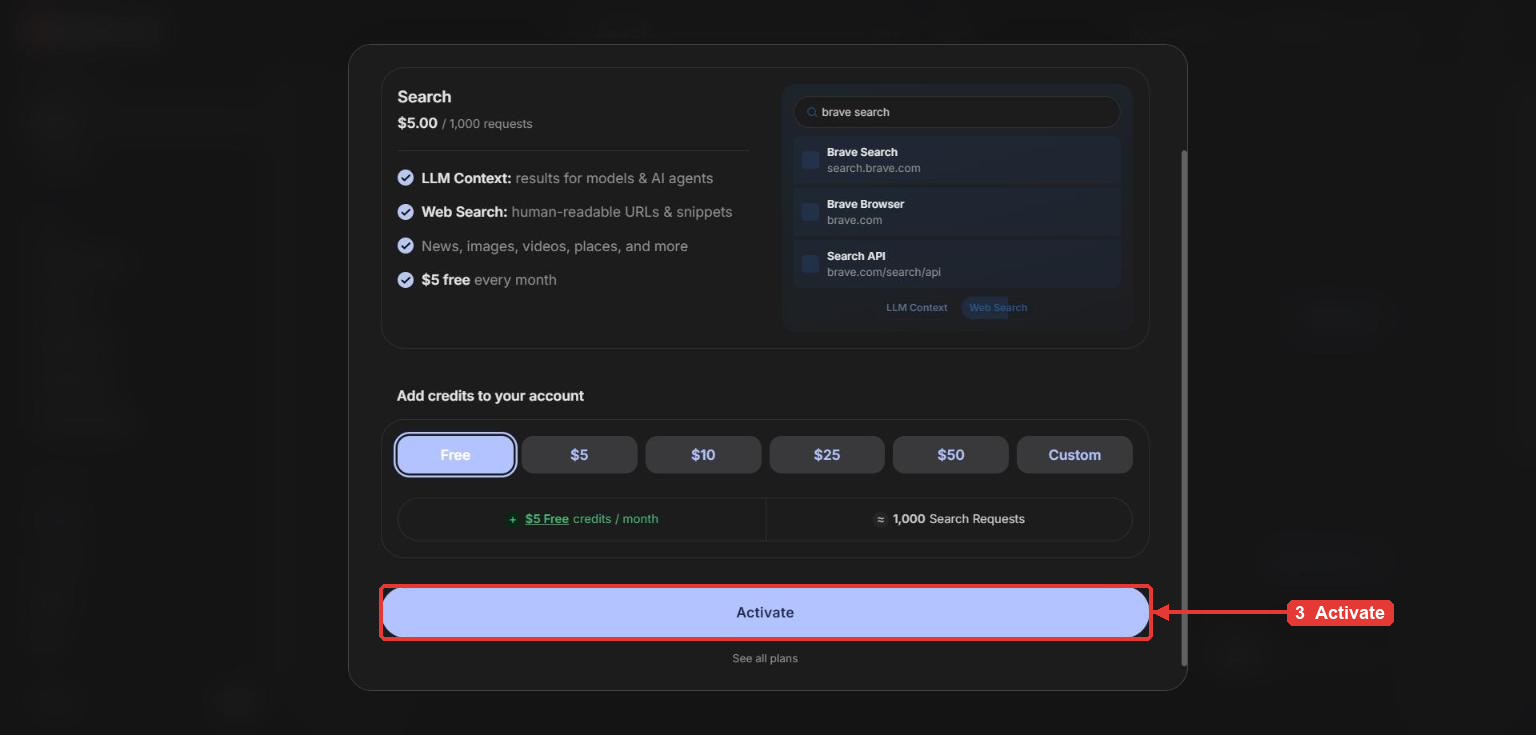 Search
$5.00 / 1,000 requests
LLM Context: results for models & AI agents
Web Search: human-readable URLs & snippets
News, images, videos, places, and more
$5 free every month
brave search
Brave Search
search.brave.com
Brave Browser
brave.com
Search API
brave.com/search/api
LLM Context Web Search
Add credits to your account
Free $5 $10 $25 $50 Custom
+ $5 Free credits / month ≈ 1,000 Search Requests
Activate
3 Activate
See all plans